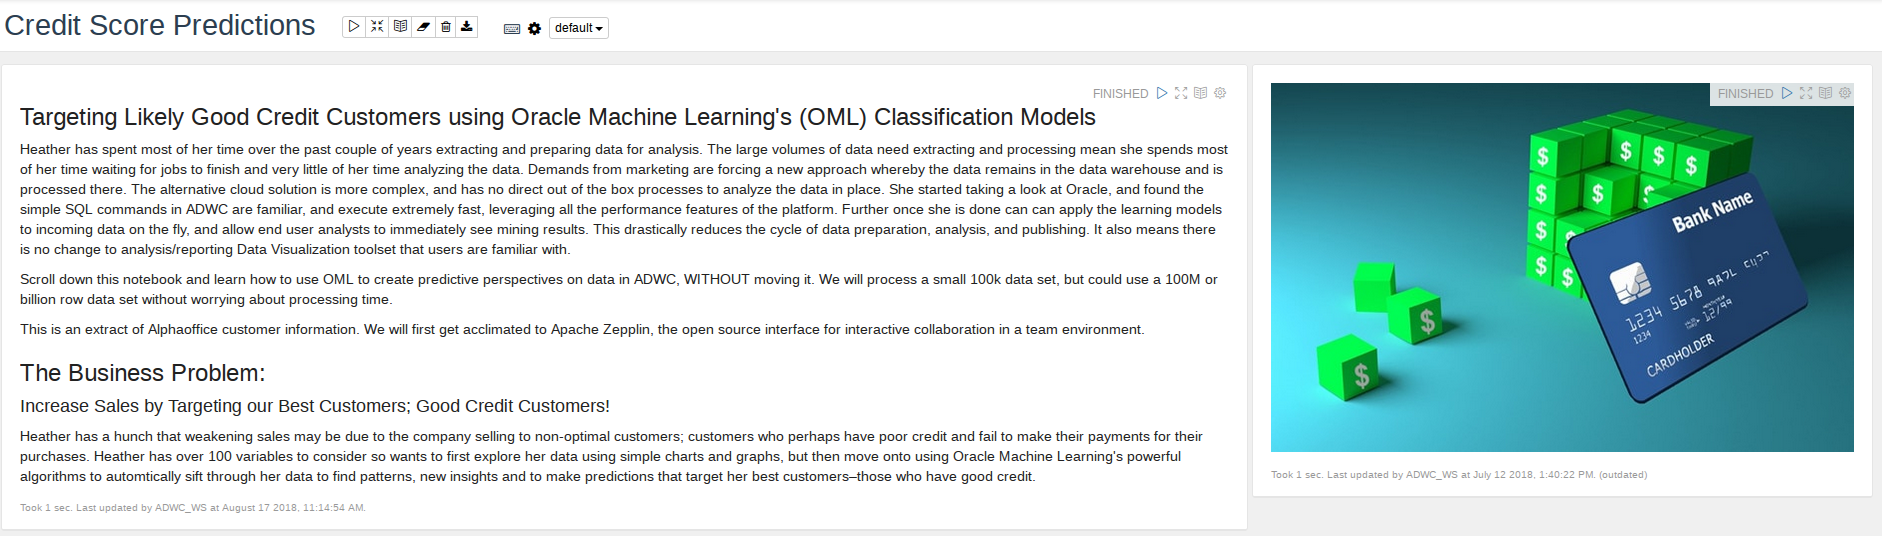 Credit Score Predictions
default
FINISHED
Targeting Likely Good Credit Customers using Oracle Machine Learning's (OML) Classification Models
Heather has spent most of her time over the past couple of years extracting and preparing data for analysis. The large volumes of data need extracting and processing mean she spends most
of her time waiting for jobs to finish and very little of her time analyzing the data. Demands from marketing are forcing a new approach whereby the data remains in the data warehouse and is
processed there. The alternative cloud solution is more complex, and has no direct out of the box processes to analyze the data in place. She started taking a look at Oracle, and found the
simple SQL commands in ADWC are familiar, and execute extremely fast, leveraging all the performance features of the platform. Further once she is done can can apply the learning models
to incoming data on the fly, and allow end user analysts to immediately see mining results. This drastically reduces the cycle of data preparation, analysis, and publishing. It also means there
is no change to analysis/reporting Data Visualization toolset that users are familiar with.
Scroll down this notebook and learn how to use OML to create predictive perspectives on data in ADWC, WITHOUT moving it. We will process a small 100k data set, but could use a 100M or
billion row data set without worrying about processing time.
This is an extract of Alphaoffice customer information. We will first get acclimated to Apache Zepplin, the open source interface for interactive collaboration in a team environment.
The Business Problem:
Increase Sales by Targeting our Best Customers; Good Credit Customers!
Heather has a hunch that weakening sales may be due to the company selling to non-optimal customers; customers who perhaps have poor credit and fail to make their payments for their
purchases. Heather has over 100 variables to consider so wants to first explore her data using simple charts and graphs, but then move onto using Oracle Machine Learning's powerful
algorithms to automtically sift through her data to find patterns, new insights and to make predictions that target her best customers–those who have good credit.
Took 1 sec. Last updated by ADWC_WS at August 17 2018, 11:14:54 AM.
FINISHED
$ $ $ $
$ $ $
$ $
$ $
$
$
Bank Name
1234 5678
1234
12/99
CARDHOLDER
Took 1 sec. Last updated by ADWC_WS at July 12 2018, 1:40:22 PM. (outdated)